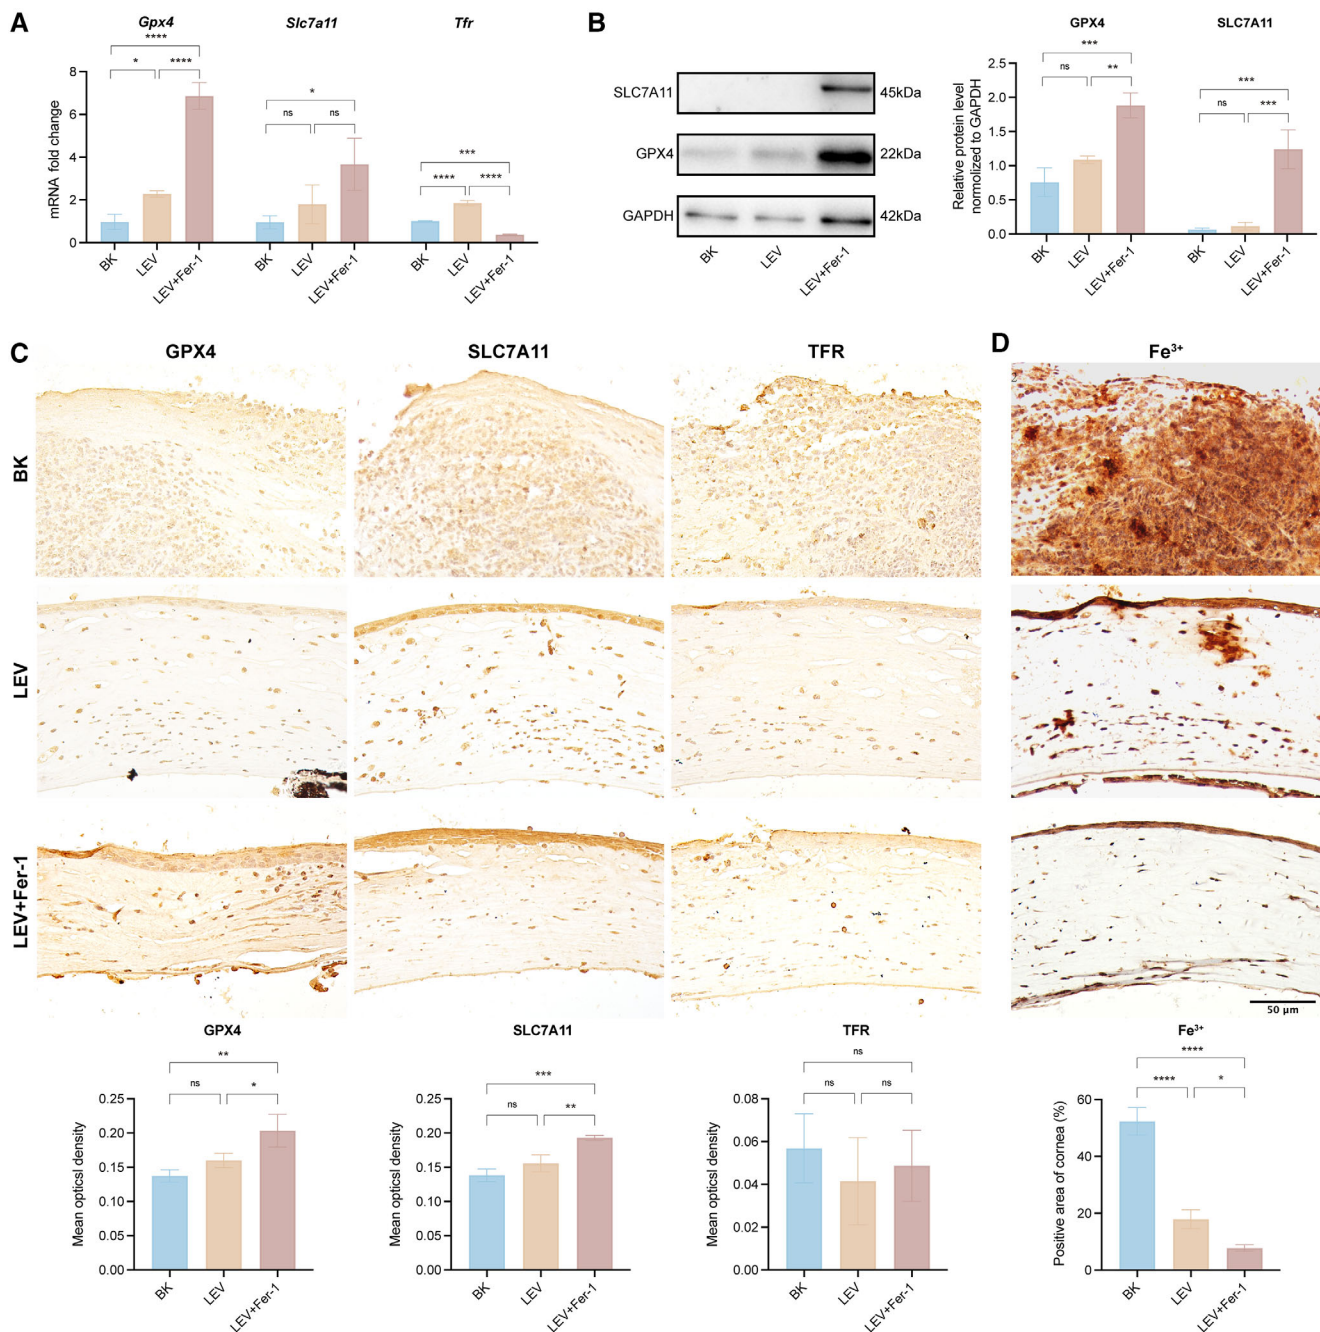 A
Gpx4 Slc7a11 Tfr
**** * ****
* ns ns
*** **** ****
mRNA fold change
8
6
4
2
0
BK LEV LEV+Fer-1 BK LEV LEV+Fer-1 BK LEV LEV+Fer-1
B
SLC7A11 45kDa
GPX4 22kDa
GAPDH 42kDa
BK LEV LEV+Fer-1
GPX4 SLC7A11
*** ns **
*** ns ***
Relative protein level
normolized to GAPDH
2.5
2.0
1.5
1.0
0.5
0.0
BK LEV LEV+Fer-1 BK LEV LEV+Fer-1
C
GPX4 SLC7A11 TFR
BK
LEV
LEV+Fer-1
D
Fe³⁺
50 μm
GPX4
** ns *
Mean opticsl density
0.25
0.20
0.15
0.10
0.05
0.00
BK LEV LEV+Fer-1
SLC7A11
*** ns **
Mean opticsl density
0.25
0.20
0.15
0.10
0.05
0.00
BK LEV LEV+Fer-1
TFR
ns ns ns
Mean opticsl density
0.08
0.06
0.04
0.02
0.00
BK LEV LEV+Fer-1
Fe³⁺
**** **** *
Positive area of cornea (%)
60
40
20
0
BK LEV LEV+Fer-1